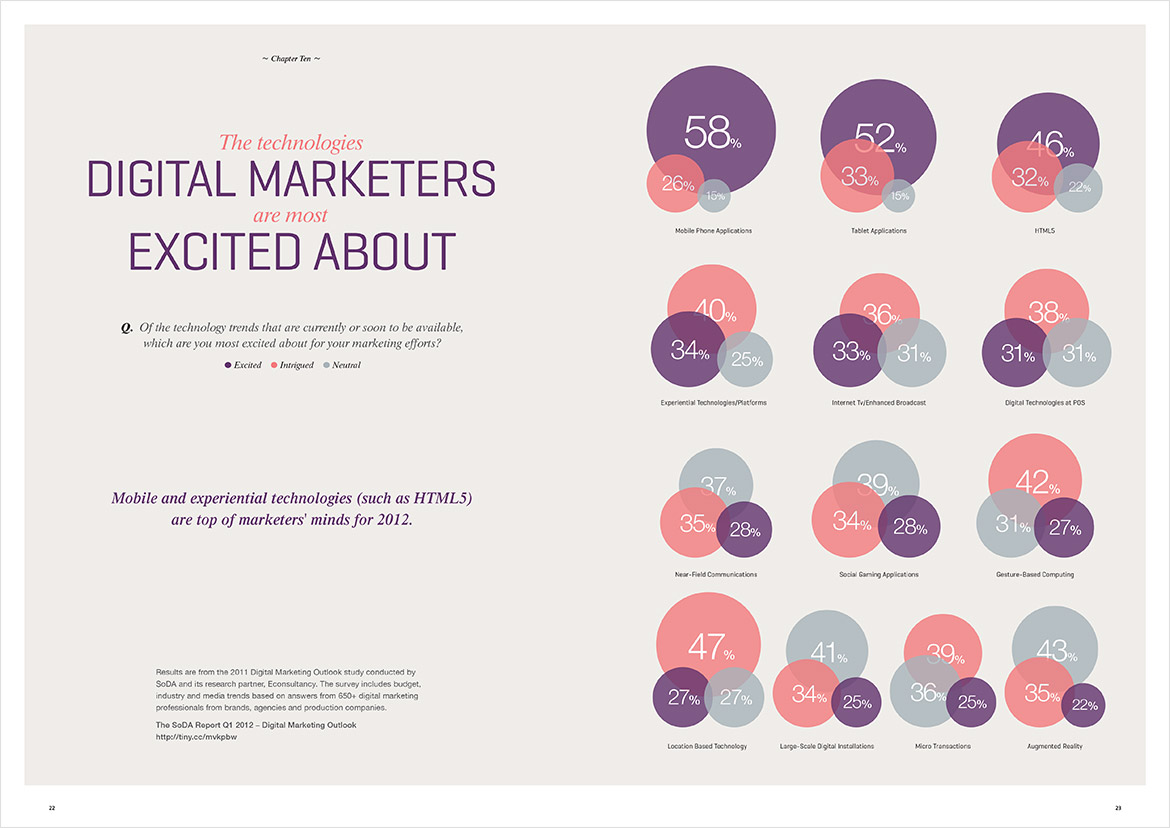 ~ Chapter Ten ~
The technologies
DIGITAL MARKETERS
are most
EXCITED ABOUT
Q. Of the technology trends that are currently or soon to be available,
which are you most excited about for your marketing efforts?
Excited Intrigued Neutral
Mobile and experiential technologies (such as HTML5)
are top of marketers' minds for 2012.
Results are from the 2011 Digital Marketing Outlook study conducted by
SoDA and its research partner, Econsultancy. The survey includes budget,
industry and media trends based on answers from 650+ digital marketing
professionals from brands, agencies and production companies.
The SoDA Report Q1 2012 – Digital Marketing Outlook
http://tiny.cc/mvkpbw
22
58%
26%
15%
Mobile Phone Applications
52%
33%
15%
Tablet Applications
46%
32%
22%
HTML5
40%
34%
25%
Experiential Technologies/Platforms
36%
33%
31%
Internet Tv/Enhanced Broadcast
38%
31%
31%
Digital Technologies at POS
37%
35%
28%
Near-Field Communications
39%
34%
28%
Social Gaming Applications
42%
31%
27%
Gesture-Based Computing
47%
27%
27%
Location Based Technology
41%
34%
25%
Large-Scale Digital Installations
39%
36%
25%
Micro Transactions
43%
35%
22%
Augmented Reality
23